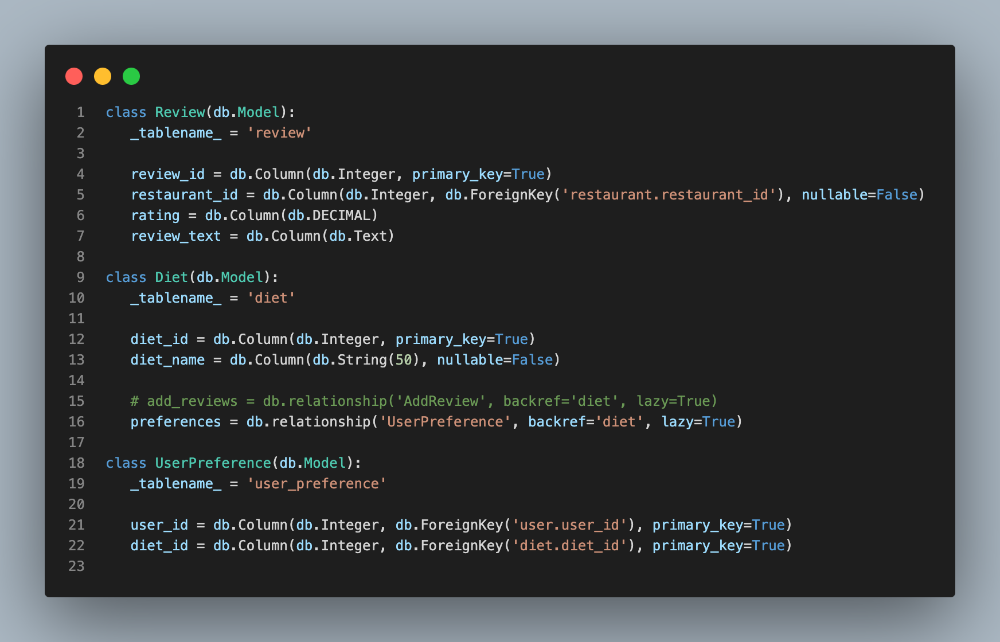 1 class Review(db.Model):
2 _tablename_ = 'review'
3
4 review_id = db.Column(db.Integer, primary_key=True)
5 restaurant_id = db.Column(db.Integer, db.ForeignKey('restaurant.restaurant_id'), nullable=False)
6 rating = db.Column(db.DECIMAL)
7 review_text = db.Column(db.Text)
8
9 class Diet(db.Model):
10 _tablename_ = 'diet'
11
12 diet_id = db.Column(db.Integer, primary_key=True)
13 diet_name = db.Column(db.String(50), nullable=False)
14
15 # add_reviews = db.relationship('AddReview', backref='diet', lazy=True)
16 preferences = db.relationship('UserPreference', backref='diet', lazy=True)
17
18 class UserPreference(db.Model):
19 _tablename_ = 'user_preference'
20
21 user_id = db.Column(db.Integer, db.ForeignKey('user.user_id'), primary_key=True)
22 diet_id = db.Column(db.Integer, db.ForeignKey('diet.diet_id'), primary_key=True)
23